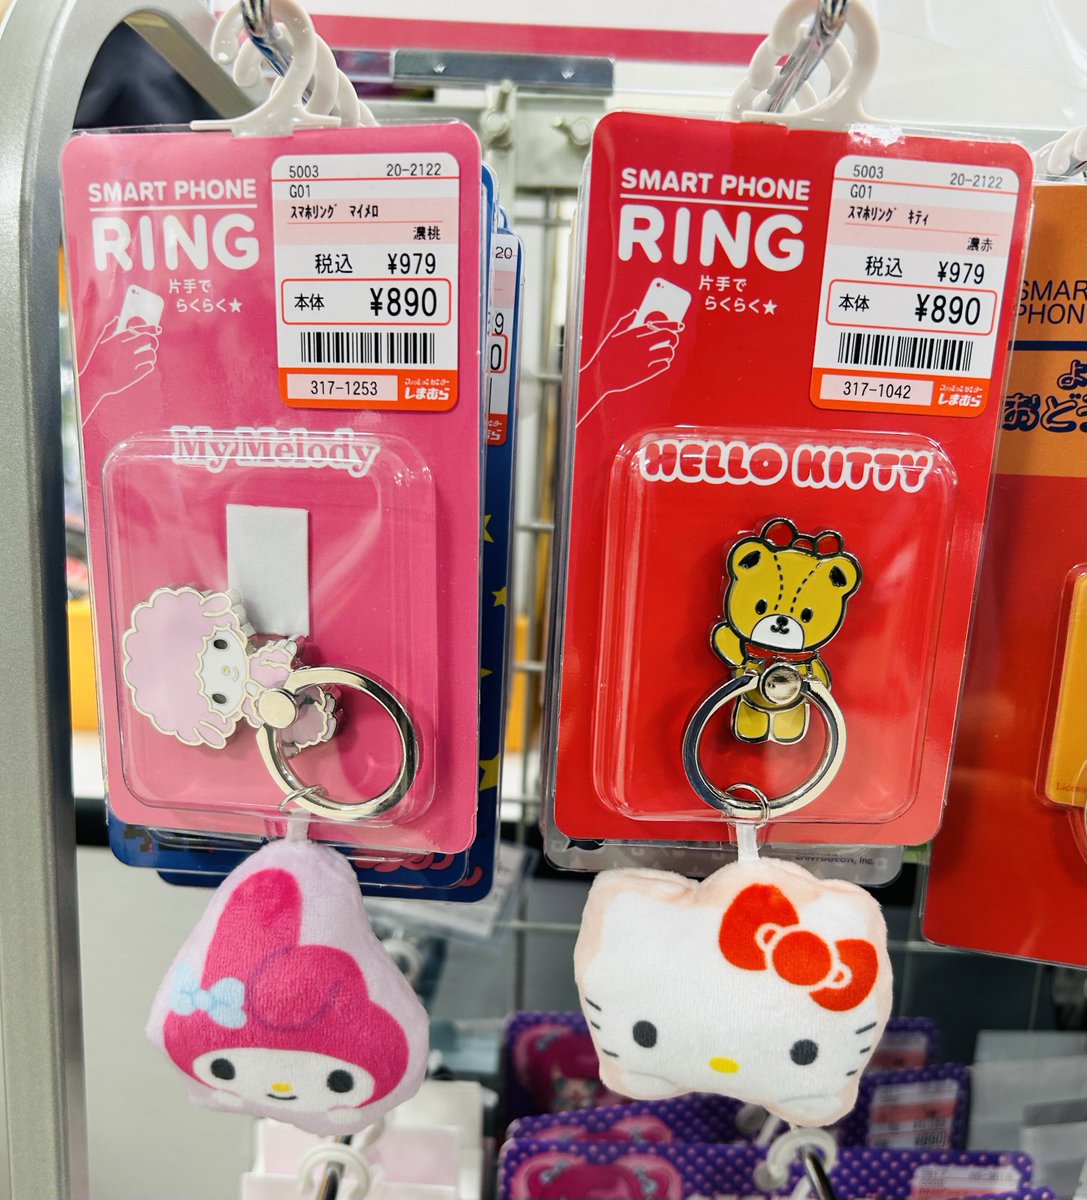 SMART PHONE
RING
片手で
らくらく★
5003 20-2122
G01
ｽﾏﾎﾘﾝｸﾞ ﾏｲﾒﾛ
濃桃
税込 ¥979
本体 ¥890
317-1253
しまむら
MyMelody
SMART PHONE
RING
片手で
らくらく★
5003 20-2122
G01
ｽﾏﾎﾘﾝｸﾞ ｷﾃｨ
濃赤
税込 ¥979
本体 ¥890
317-1042
しまむら
HELLO KITTY